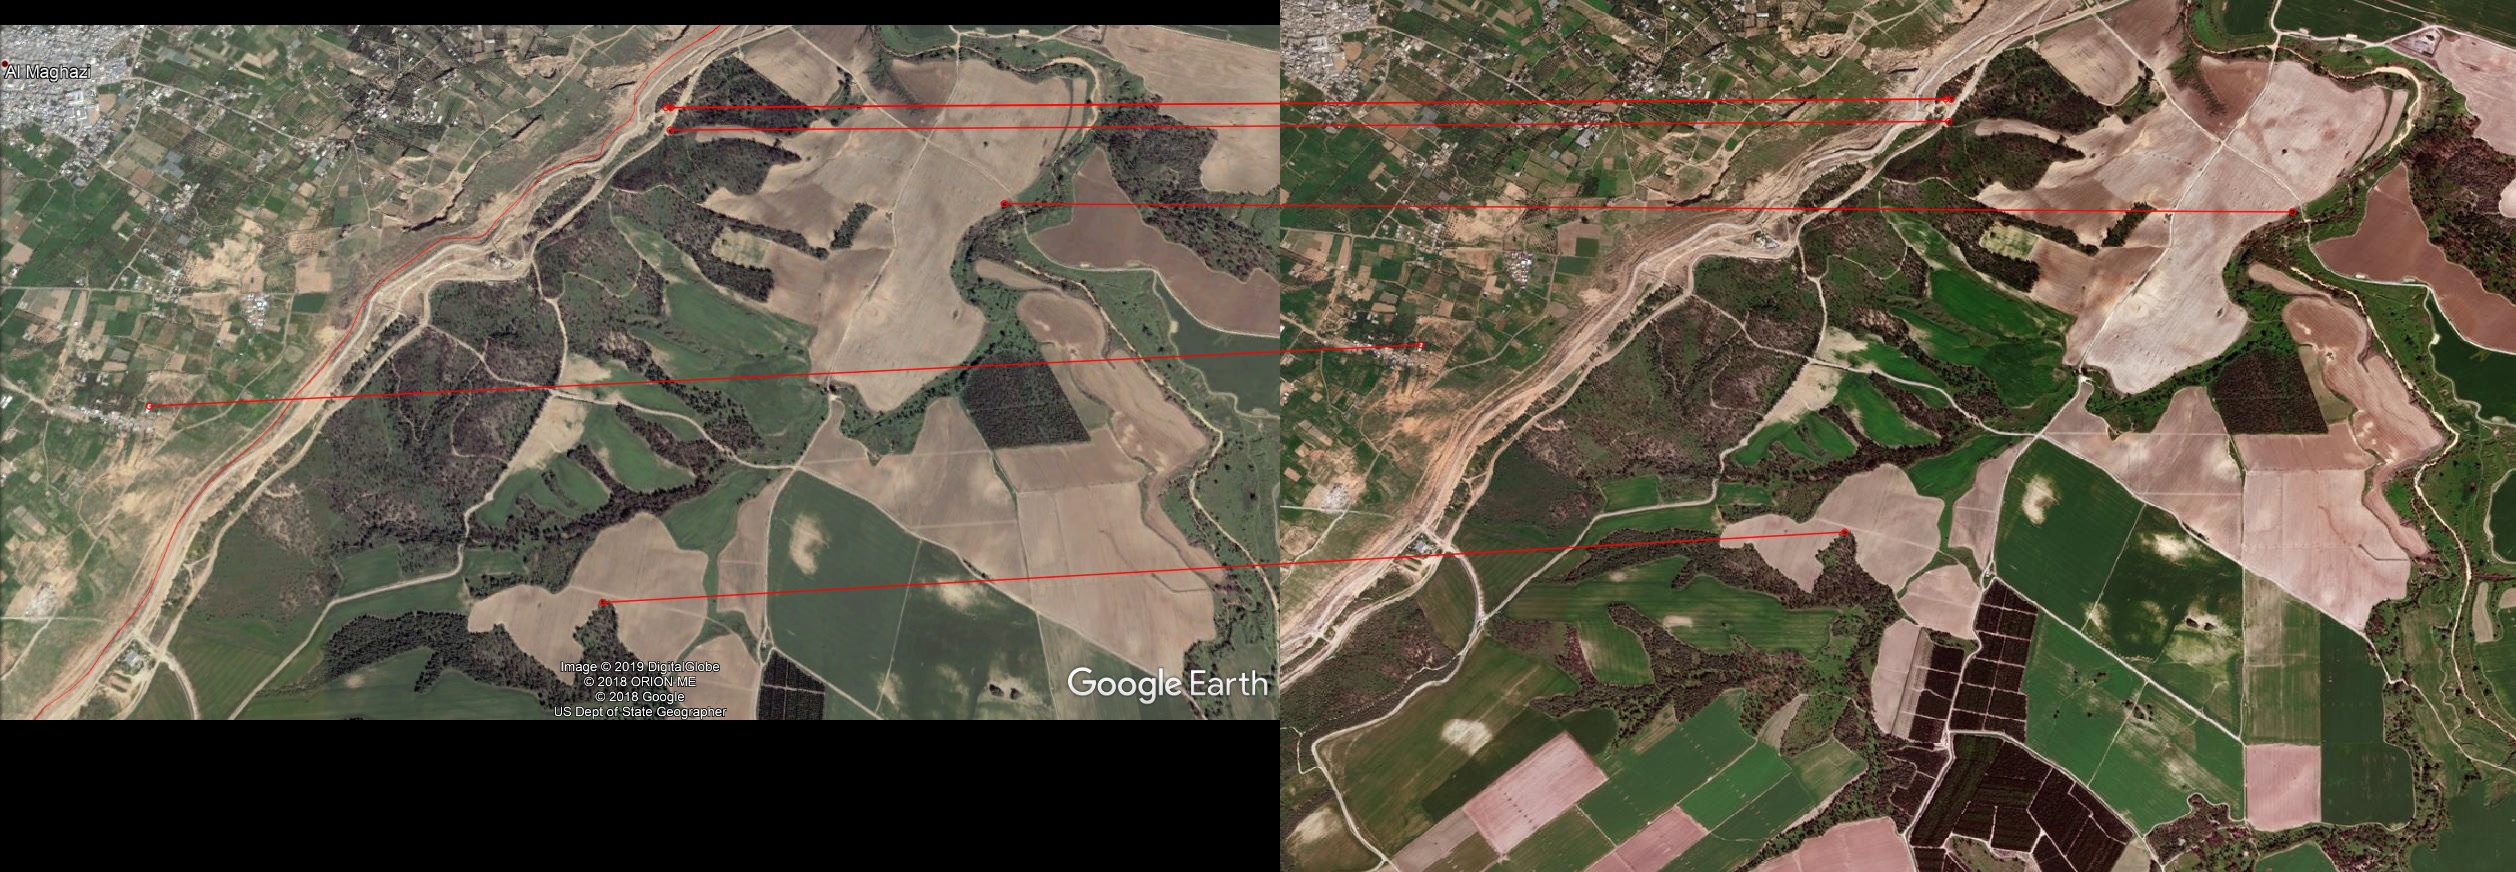 Al Maghazi
Image © 2019 DigitalGlobe
© 2018 ORION-ME
© 2018 Google
US Dept of State Geographer
Google Earth